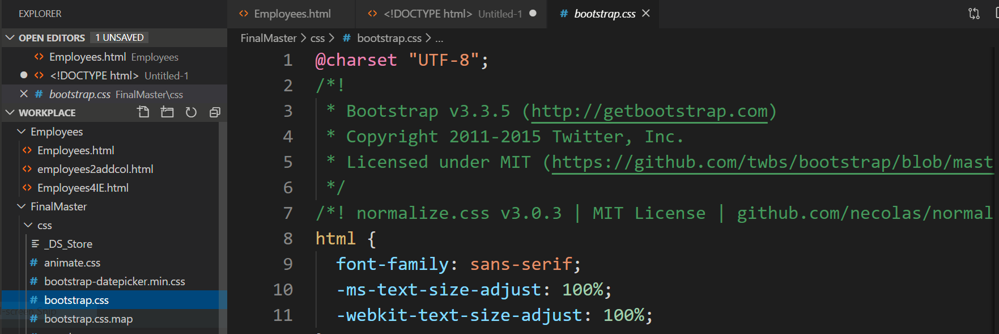 EXPLORER
OPEN EDITORS 1 UNSAVED
Employees.html Employees
<!DOCTYPE html> Untitled-1
bootstrap.css FinalMaster\css
WORKPLACE
Employees
Employees.html
employees2addcol.html
Employees4IE.html
FinalMaster
css
_DS_Store
animate.css
bootstrap-datepicker.min.css
bootstrap.css
bootstrap.css.map
Employees.html <!DOCTYPE html> Untitled-1 bootstrap.css
FinalMaster > css > # bootstrap.css > ...
1 @charset "UTF-8";
2 /*!
3 * Bootstrap v3.3.5 (http://getbootstrap.com)
4 * Copyright 2011-2015 Twitter, Inc.
5 * Licensed under MIT (https://github.com/twbs/bootstrap/blob/mast
6 */
7 /*! normalize.css v3.0.3 | MIT License | github.com/necolas/normal
8 html {
9 font-family: sans-serif;
10 -ms-text-size-adjust: 100%;
11 -webkit-text-size-adjust: 100%;